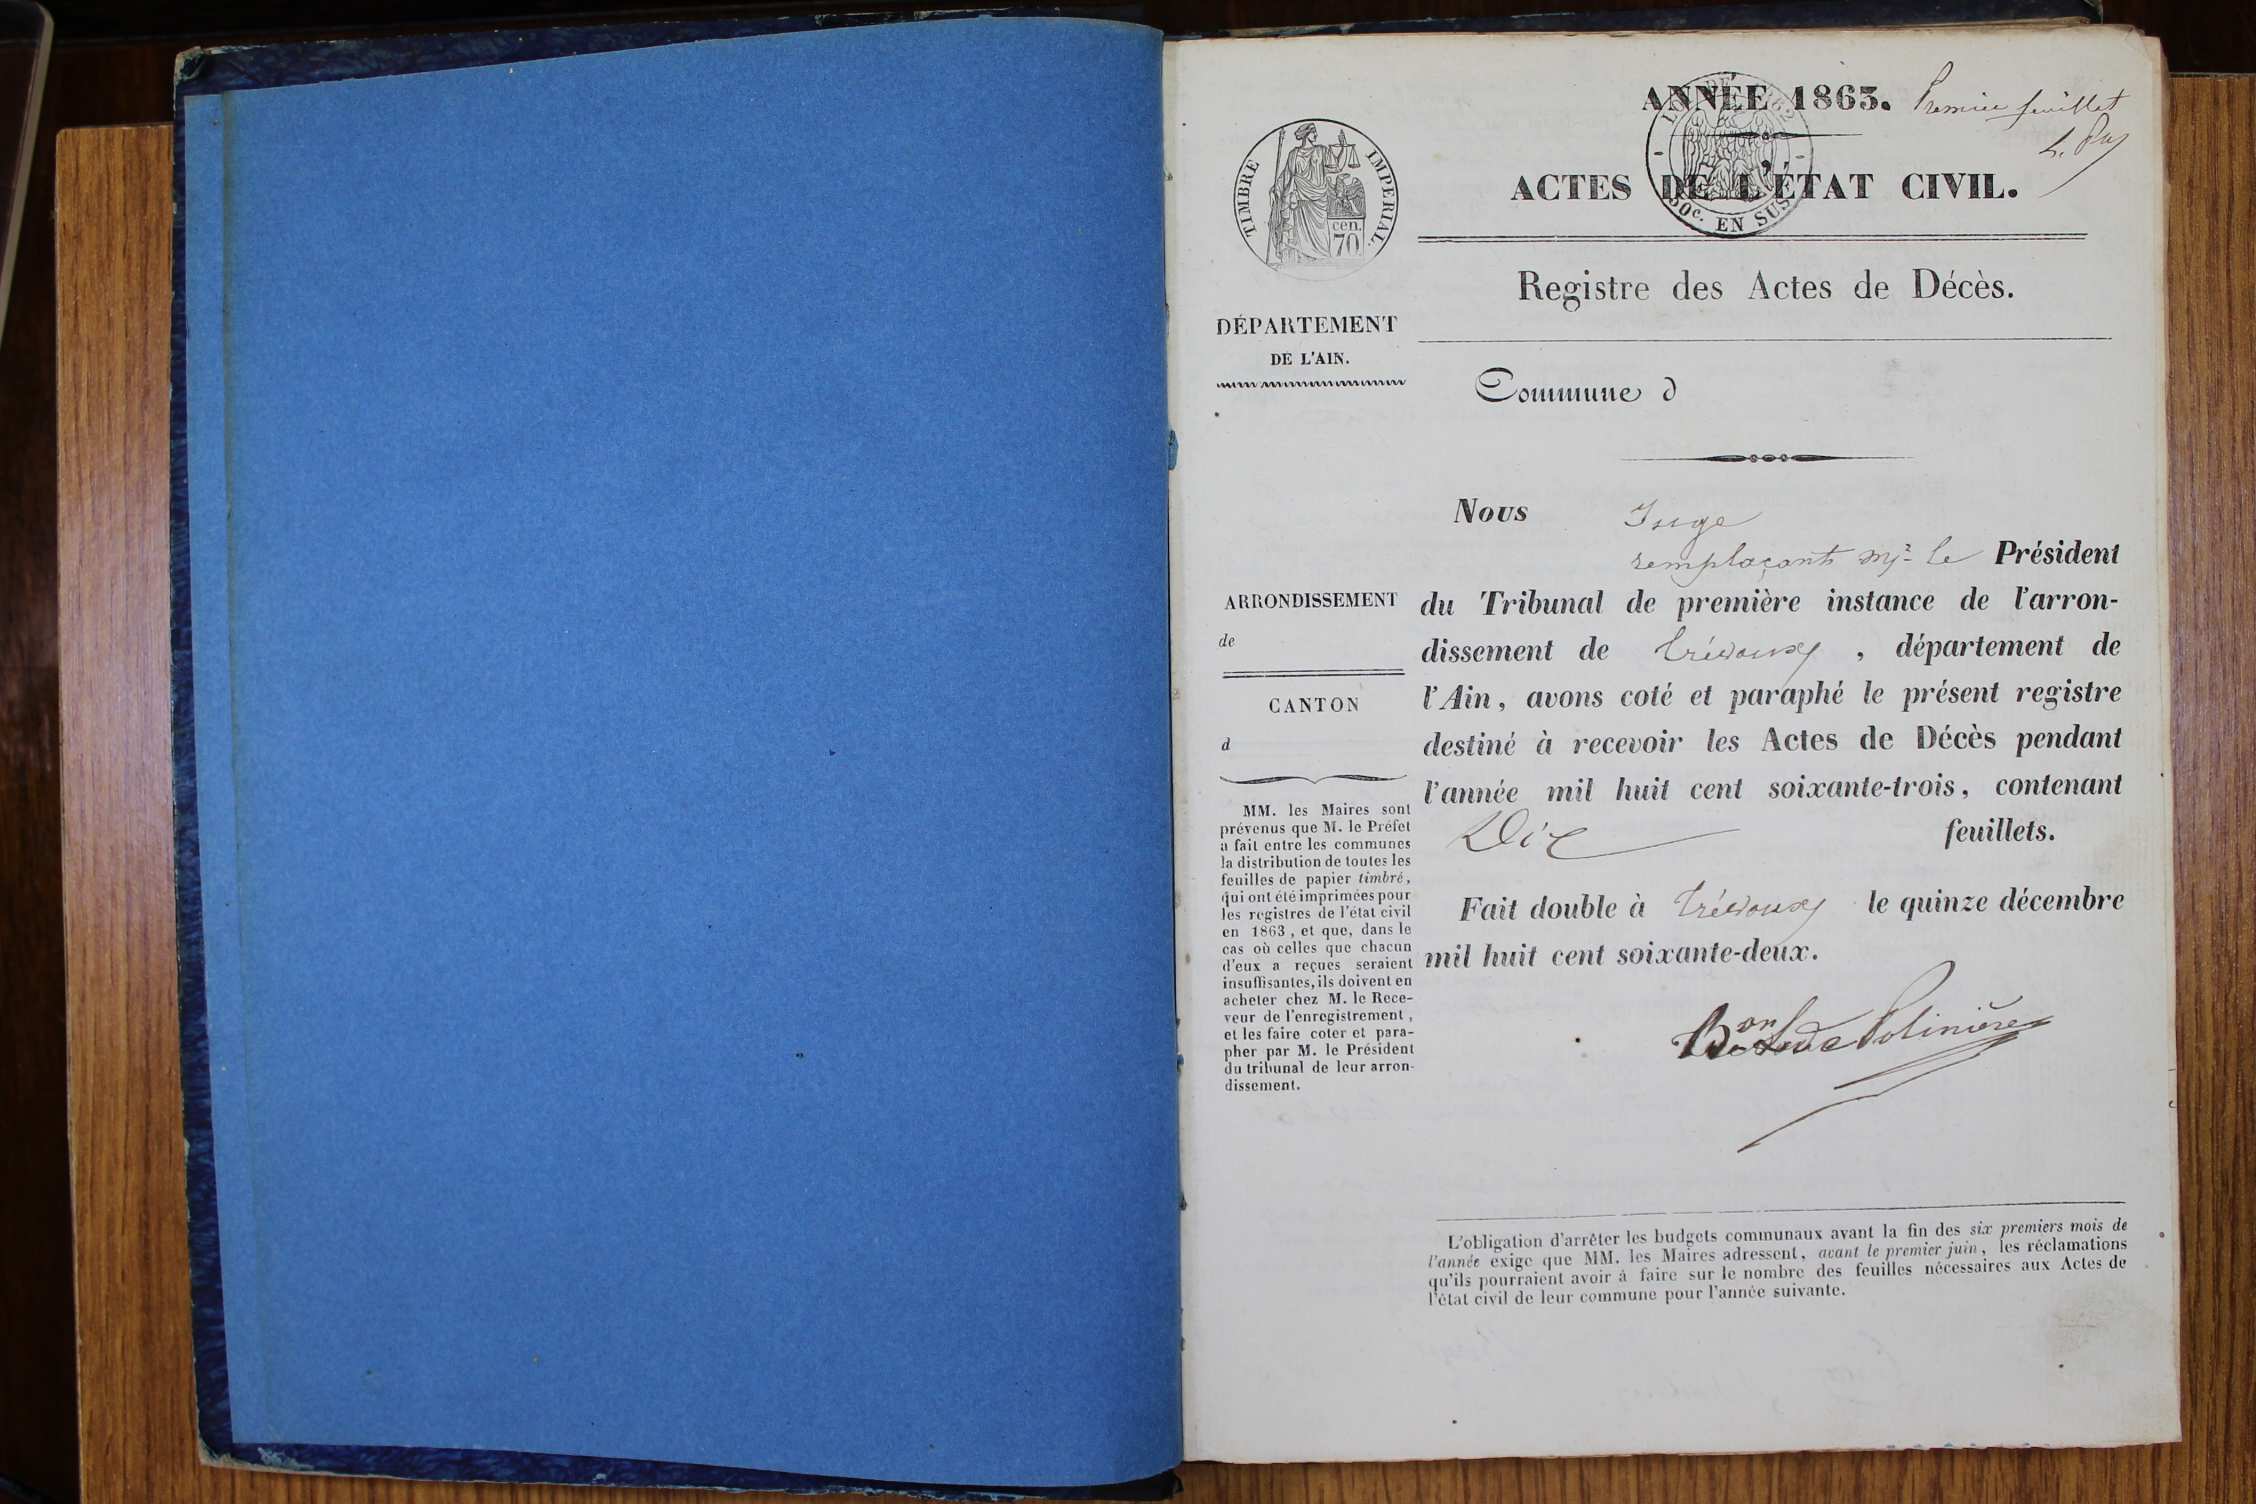 ANNÉE 1863. Premier feuillet
LOI DE 1862
50c. EN SUS
TIMBRE IMPERIAL.
cen.
70
ACTES DE L'ÉTAT CIVIL.
Registre des Actes de Décès.
DÉPARTEMENT
DE L'AIN.
Commune d
Nous Juge
remplaçant Mr le Président
du Tribunal de première instance de l'arron-
dissement de Trévoux, département de
l'Ain, avons coté et paraphé le présent registre
destiné à recevoir les Actes de Décès pendant
l'année mil huit cent soixante-trois, contenant
Dix feuillets.
Fait double à Trévoux le quinze décembre
mil huit cent soixante-deux.
Bon de Polinière
ARRONDISSEMENT
de
CANTON
d
MM. les Maires sont
prévenus que M. le Préfet
a fait entre les communes
la distribution de toutes les
feuilles de papier timbré,
qui ont été imprimées pour
les registres de l'état civil
en 1863, et que, dans le
cas où celles que chacun
d'eux a reçues seraient
insuffisantes, ils doivent en
acheter chez M. le Rece-
veur de l'enregistrement,
et les faire coter et para-
pher par M. le Président
du tribunal de leur arron-
dissement.
L'obligation d'arrêter les budgets communaux avant la fin des six premiers mois de
l'année exige que MM. les Maires adressent, avant le premier juin, les réclamations
qu'ils pourraient avoir à faire sur le nombre des feuilles nécessaires aux Actes de
l'état civil de leur commune pour l'année suivante.